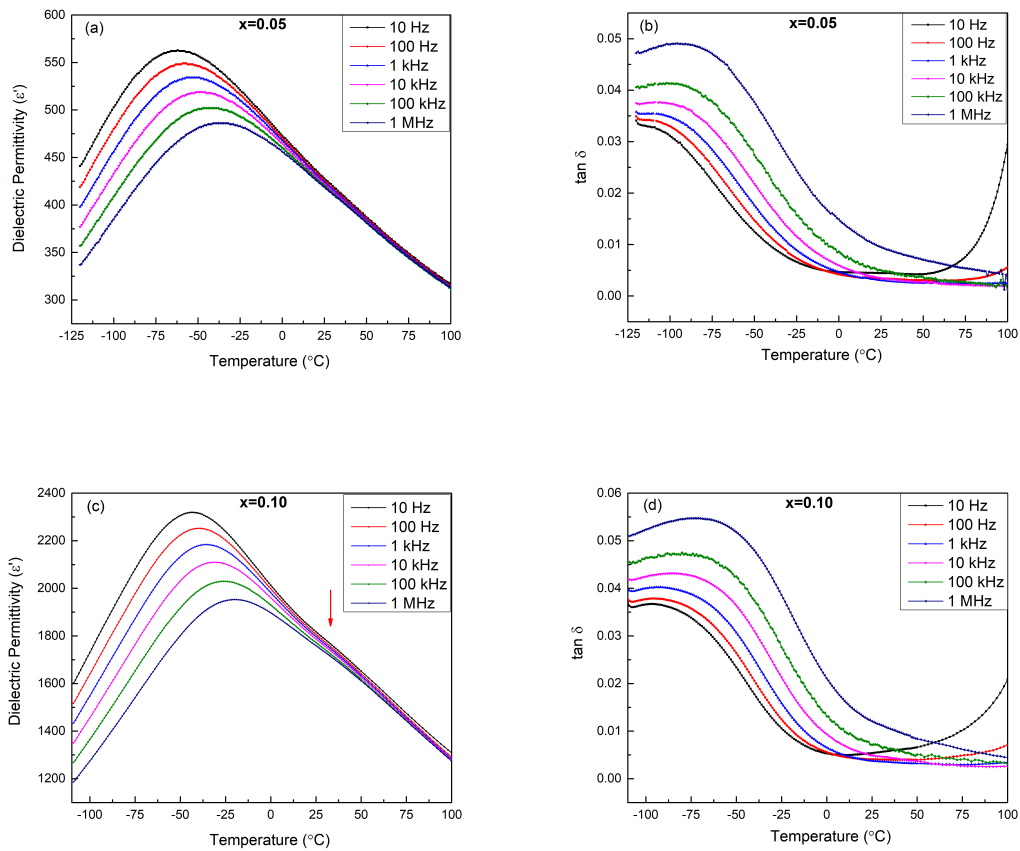 (a)
x=0.05
10 Hz
100 Hz
1 kHz
10 kHz
100 kHz
1 MHz
Dielectric Permittivity (ε')
600
550
500
450
400
350
300
-125 -100 -75 -50 -25 0 25 50 75 100
Temperature (°C)
(b)
x=0.05
10 Hz
100 Hz
1 kHz
10 kHz
100 kHz
1 MHz
tan δ
0.05
0.04
0.03
0.02
0.01
0.00
-125 -100 -75 -50 -25 0 25 50 75 100
Temperature (°C)
(c)
x=0.10
10 Hz
100 Hz
1 kHz
10 kHz
100 kHz
1 MHz
Dielectric Permittivity (ε')
2400
2200
2000
1800
1600
1400
1200
-100 -75 -50 -25 0 25 50 75 100
Temperature (°C)
(d)
x=0.10
10 Hz
100 Hz
1 kHz
10 kHz
100 kHz
1 MHz
tan δ
0.06
0.05
0.04
0.03
0.02
0.01
0.00
-100 -75 -50 -25 0 25 50 75 100
Temperature (°C)